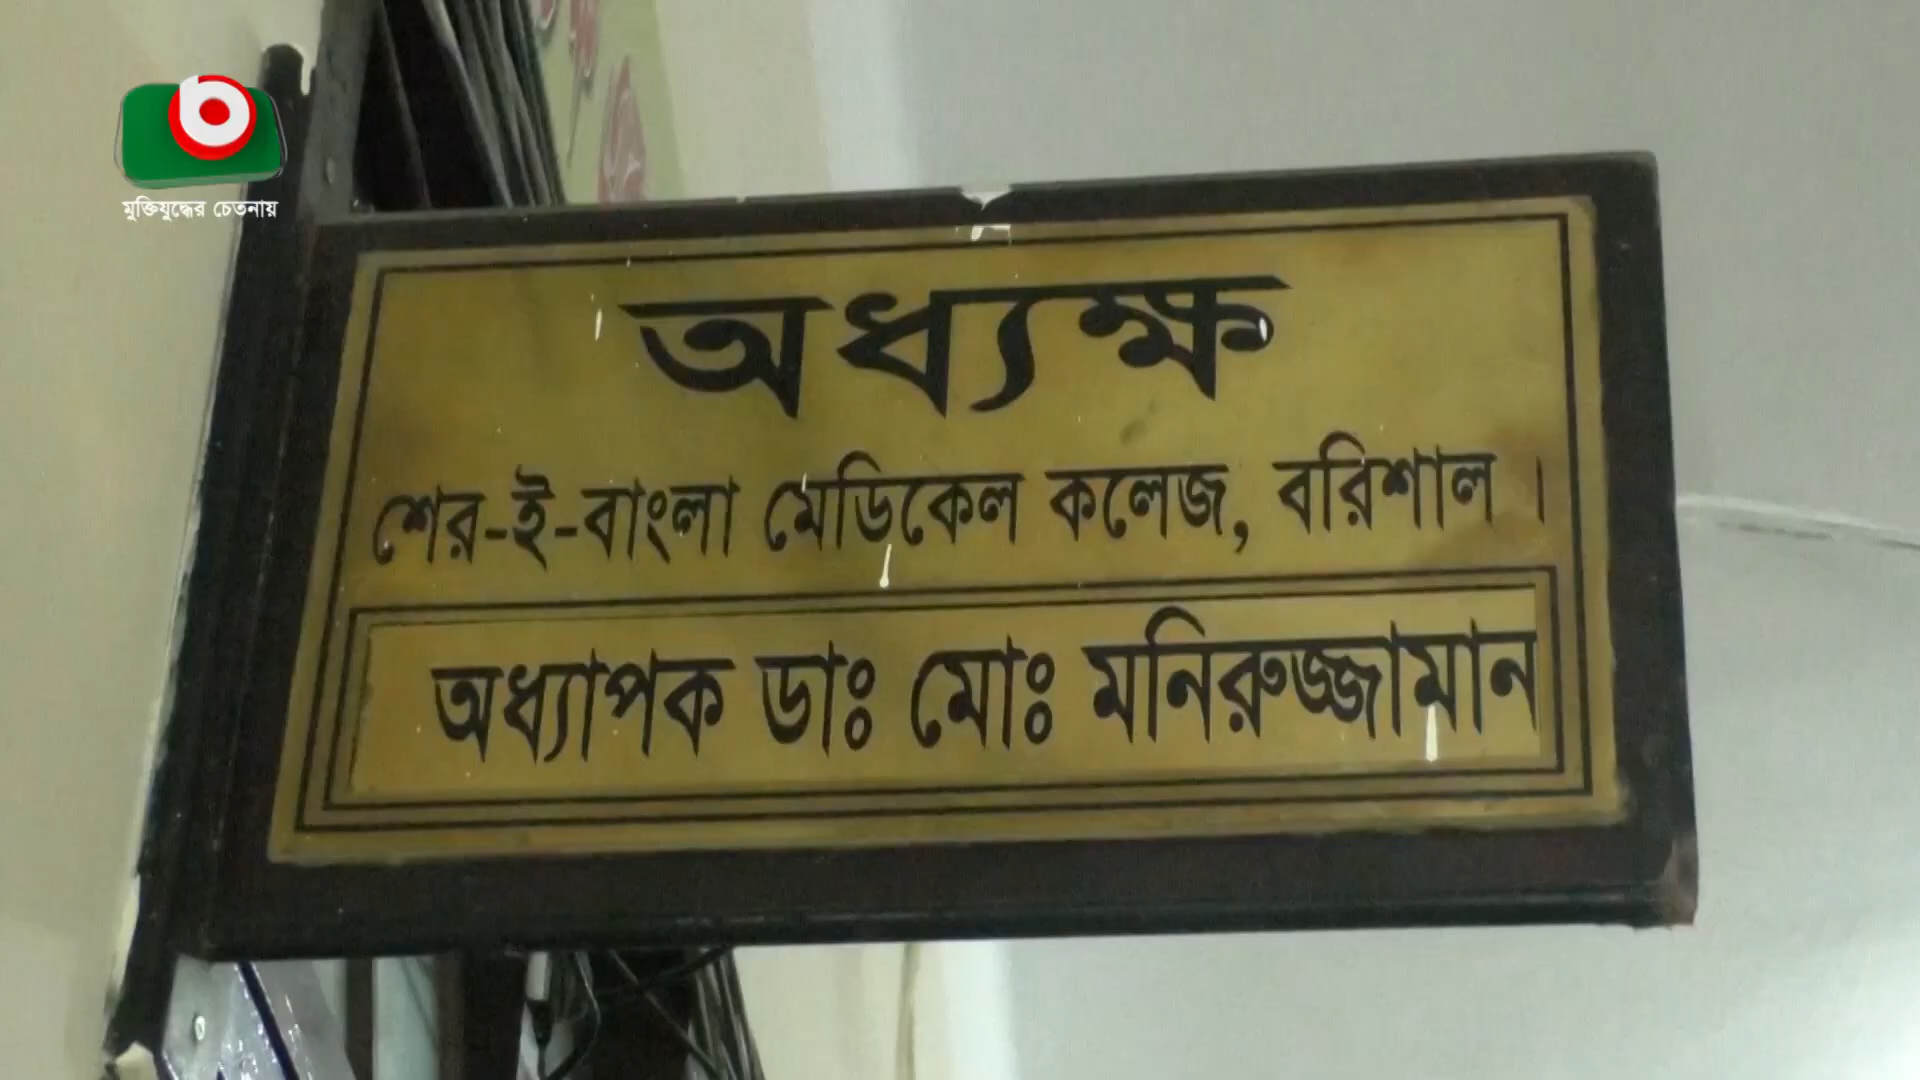 মুক্তিযুদ্ধের চেতনায়
অধ্যক্ষ
শের-ই-বাংলা মেডিকেল কলেজ, বরিশাল ।
অধ্যাপক ডাঃ মোঃ মনিরুজ্জামান